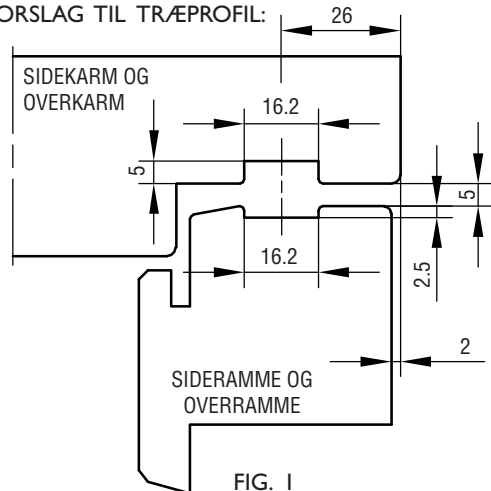 ORSLAG TIL TRÆPROFIL:
26
SIDEKARM OG
OVERKARM
16.2
5
5
16.2
2.5
2
SIDERAMME OG
OVERRAMME
FIG. 1